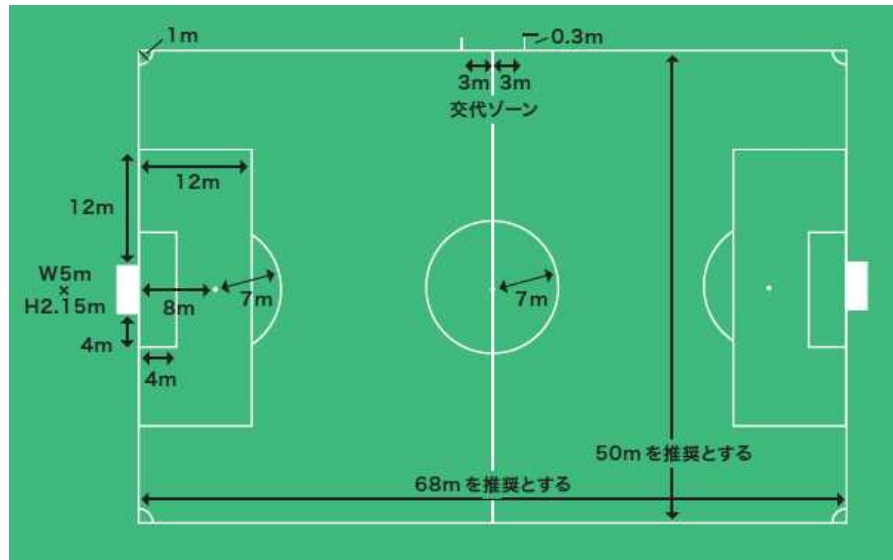 1m
0.3m
3m 3m
交代ゾーン
12m
12m
W5m
×
H2.15m
8m
7m
7m
4m
4m
50mを推奨とする
68mを推奨とする